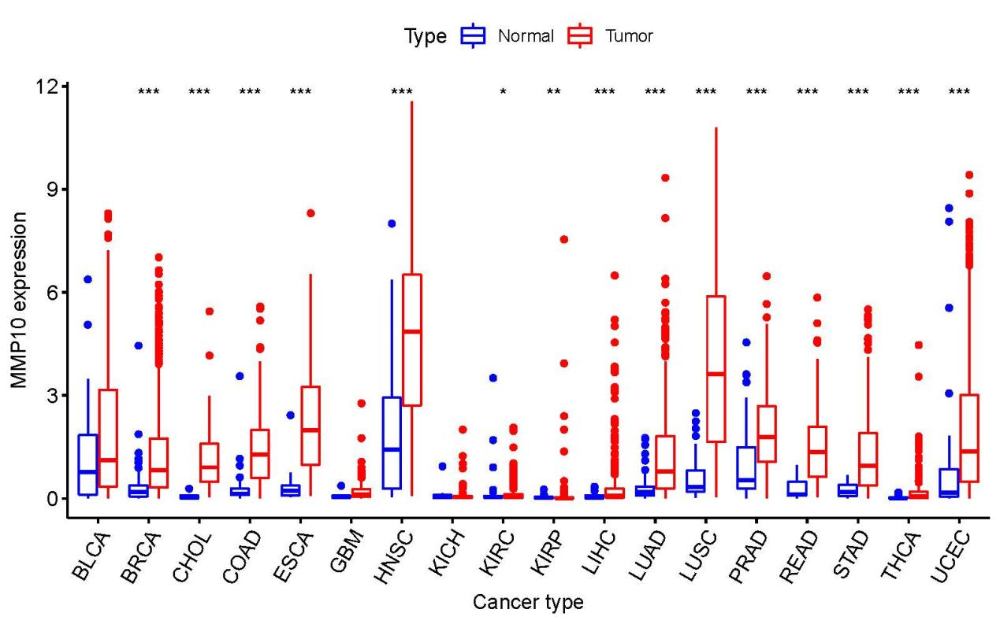 Type Normal Tumor
12
9
6
3
0
MMP10 expression
*** *** *** *** *** * ** *** *** *** *** *** *** *** ***
BLCA BRCA CHOL COAD ESCA GBM HNSC KICH KIRC KIRP LIHC LUAD LUSC PRAD READ STAD THCA UCEC
Cancer type